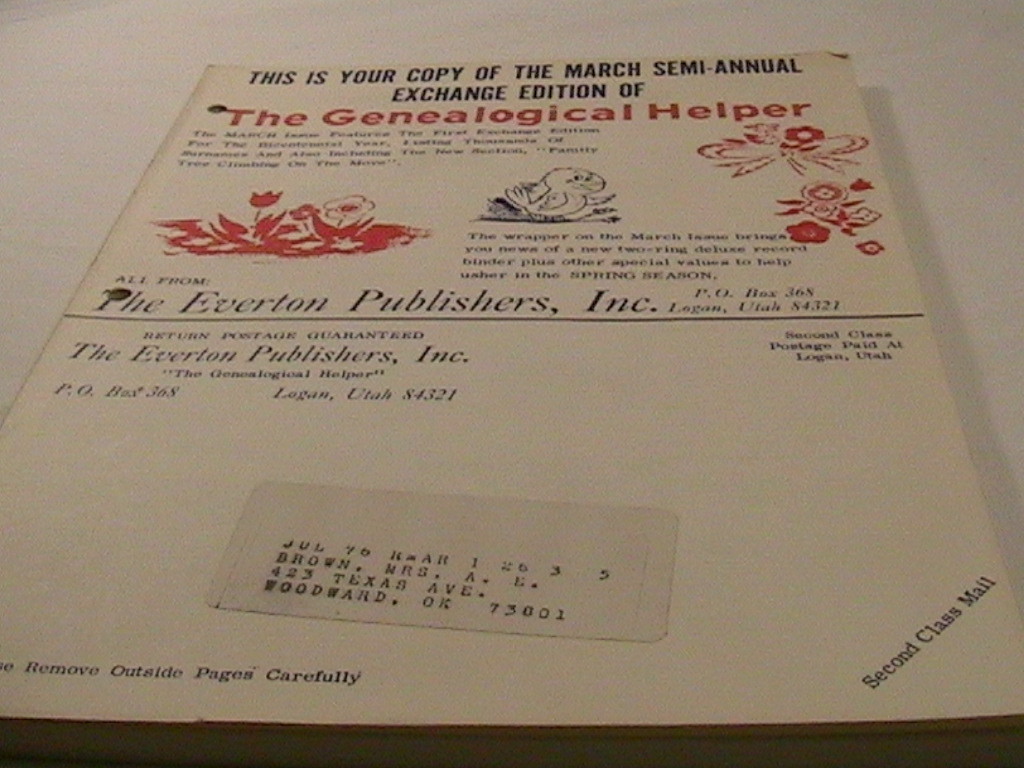 THIS IS YOUR COPY OF THE MARCH SEMI-ANNUAL
EXCHANGE EDITION OF
The Genealogical Helper
The MARCH Issue Features The First Exchange Edition
For The Bicentennial Year, Listing Thousands Of
Surnames And Also Including The New Section, "Family
Tree Climbing On The Move".
The wrapper on the March Issue brings
you news of a new two-ring deluxe record
binder plus other special values to help
usher in the SPRING SEASON.
ALL FROM:
The Everton Publishers, Inc. P.O. Box 368
Logan, Utah 84321
RETURN POSTAGE GUARANTEED
The Everton Publishers, Inc.
"The Genealogical Helper"
P.O. Box 368 Logan, Utah 84321
Second Class
Postage Paid At
Logan, Utah
JUL 76 1 26 3 5
BROWN, MRS. A. E.
423 TEXAS AVE.
WOODWARD, OK 73801
Remove Outside Pages Carefully
Second Class Mail